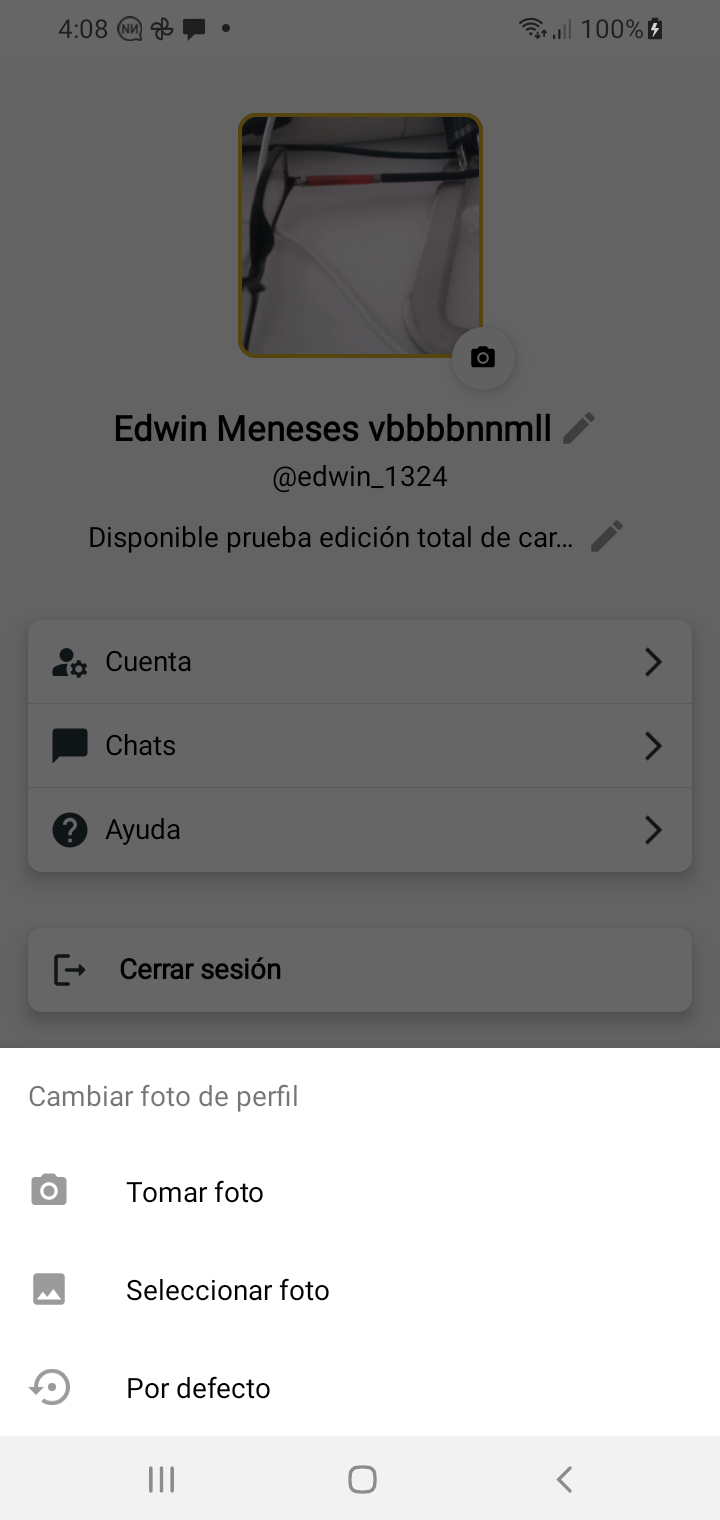 4:08
100%
Edwin Meneses vbbbbnnmll
@edwin_1324
Disponible prueba edición total de car...
Cuenta
Chats
Ayuda
Cerrar sesión
Cambiar foto de perfil
Tomar foto
Seleccionar foto
Por defecto